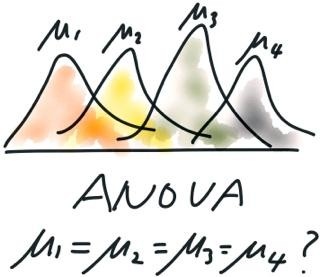 μ₁ μ₂ μ₃ μ₄
ANOVA
μ₁ = μ₂ = μ₃ = μ₄ ?